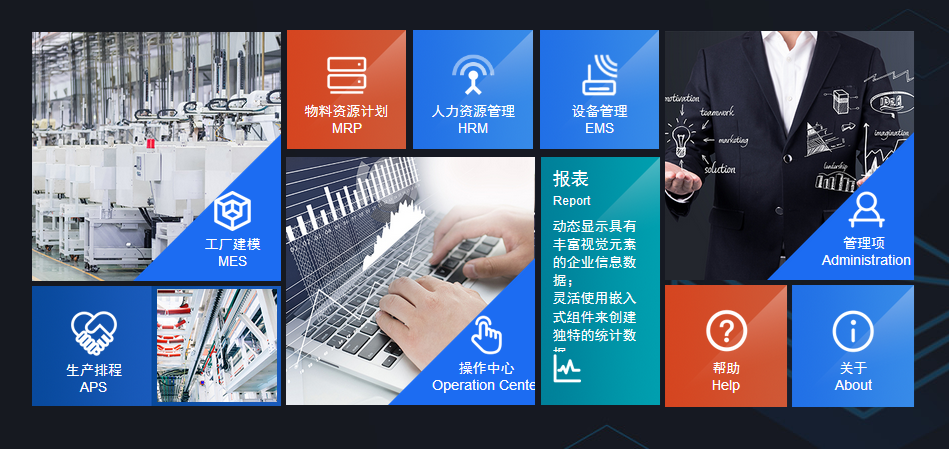 物料资源计划
MRP
人力资源管理
HRM
设备管理
EMS
motivation
teamwork
marketing
solution
IDEA
imagination
leadership
工厂建模
MES
报表
Report
动态显示具有
丰富视觉元素
的企业信息数
据；
灵活使用嵌入
式组件来创建
独特的统计数
管理项
Administration
生产排程
APS
操作中心
Operation Cente
帮助
Help
关于
About